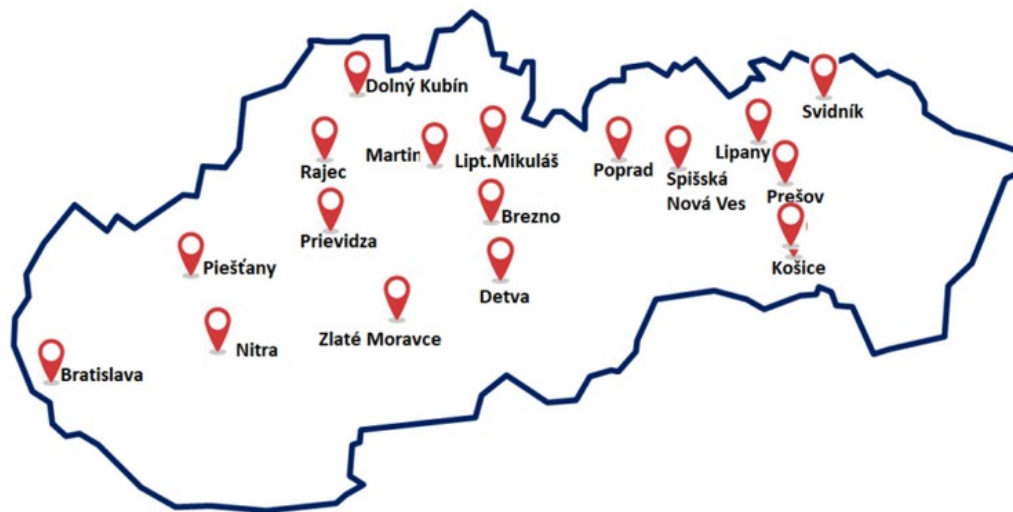 Dolný Kubín
Svidník
Martin
Lipt.Mikuláš
Lipany
Rajec
Poprad
Spišská
Nová Ves
Prešov
Brezno
Prievidza
Piešťany
Košice
Detva
Zlaté Moravce
Nitra
Bratislava